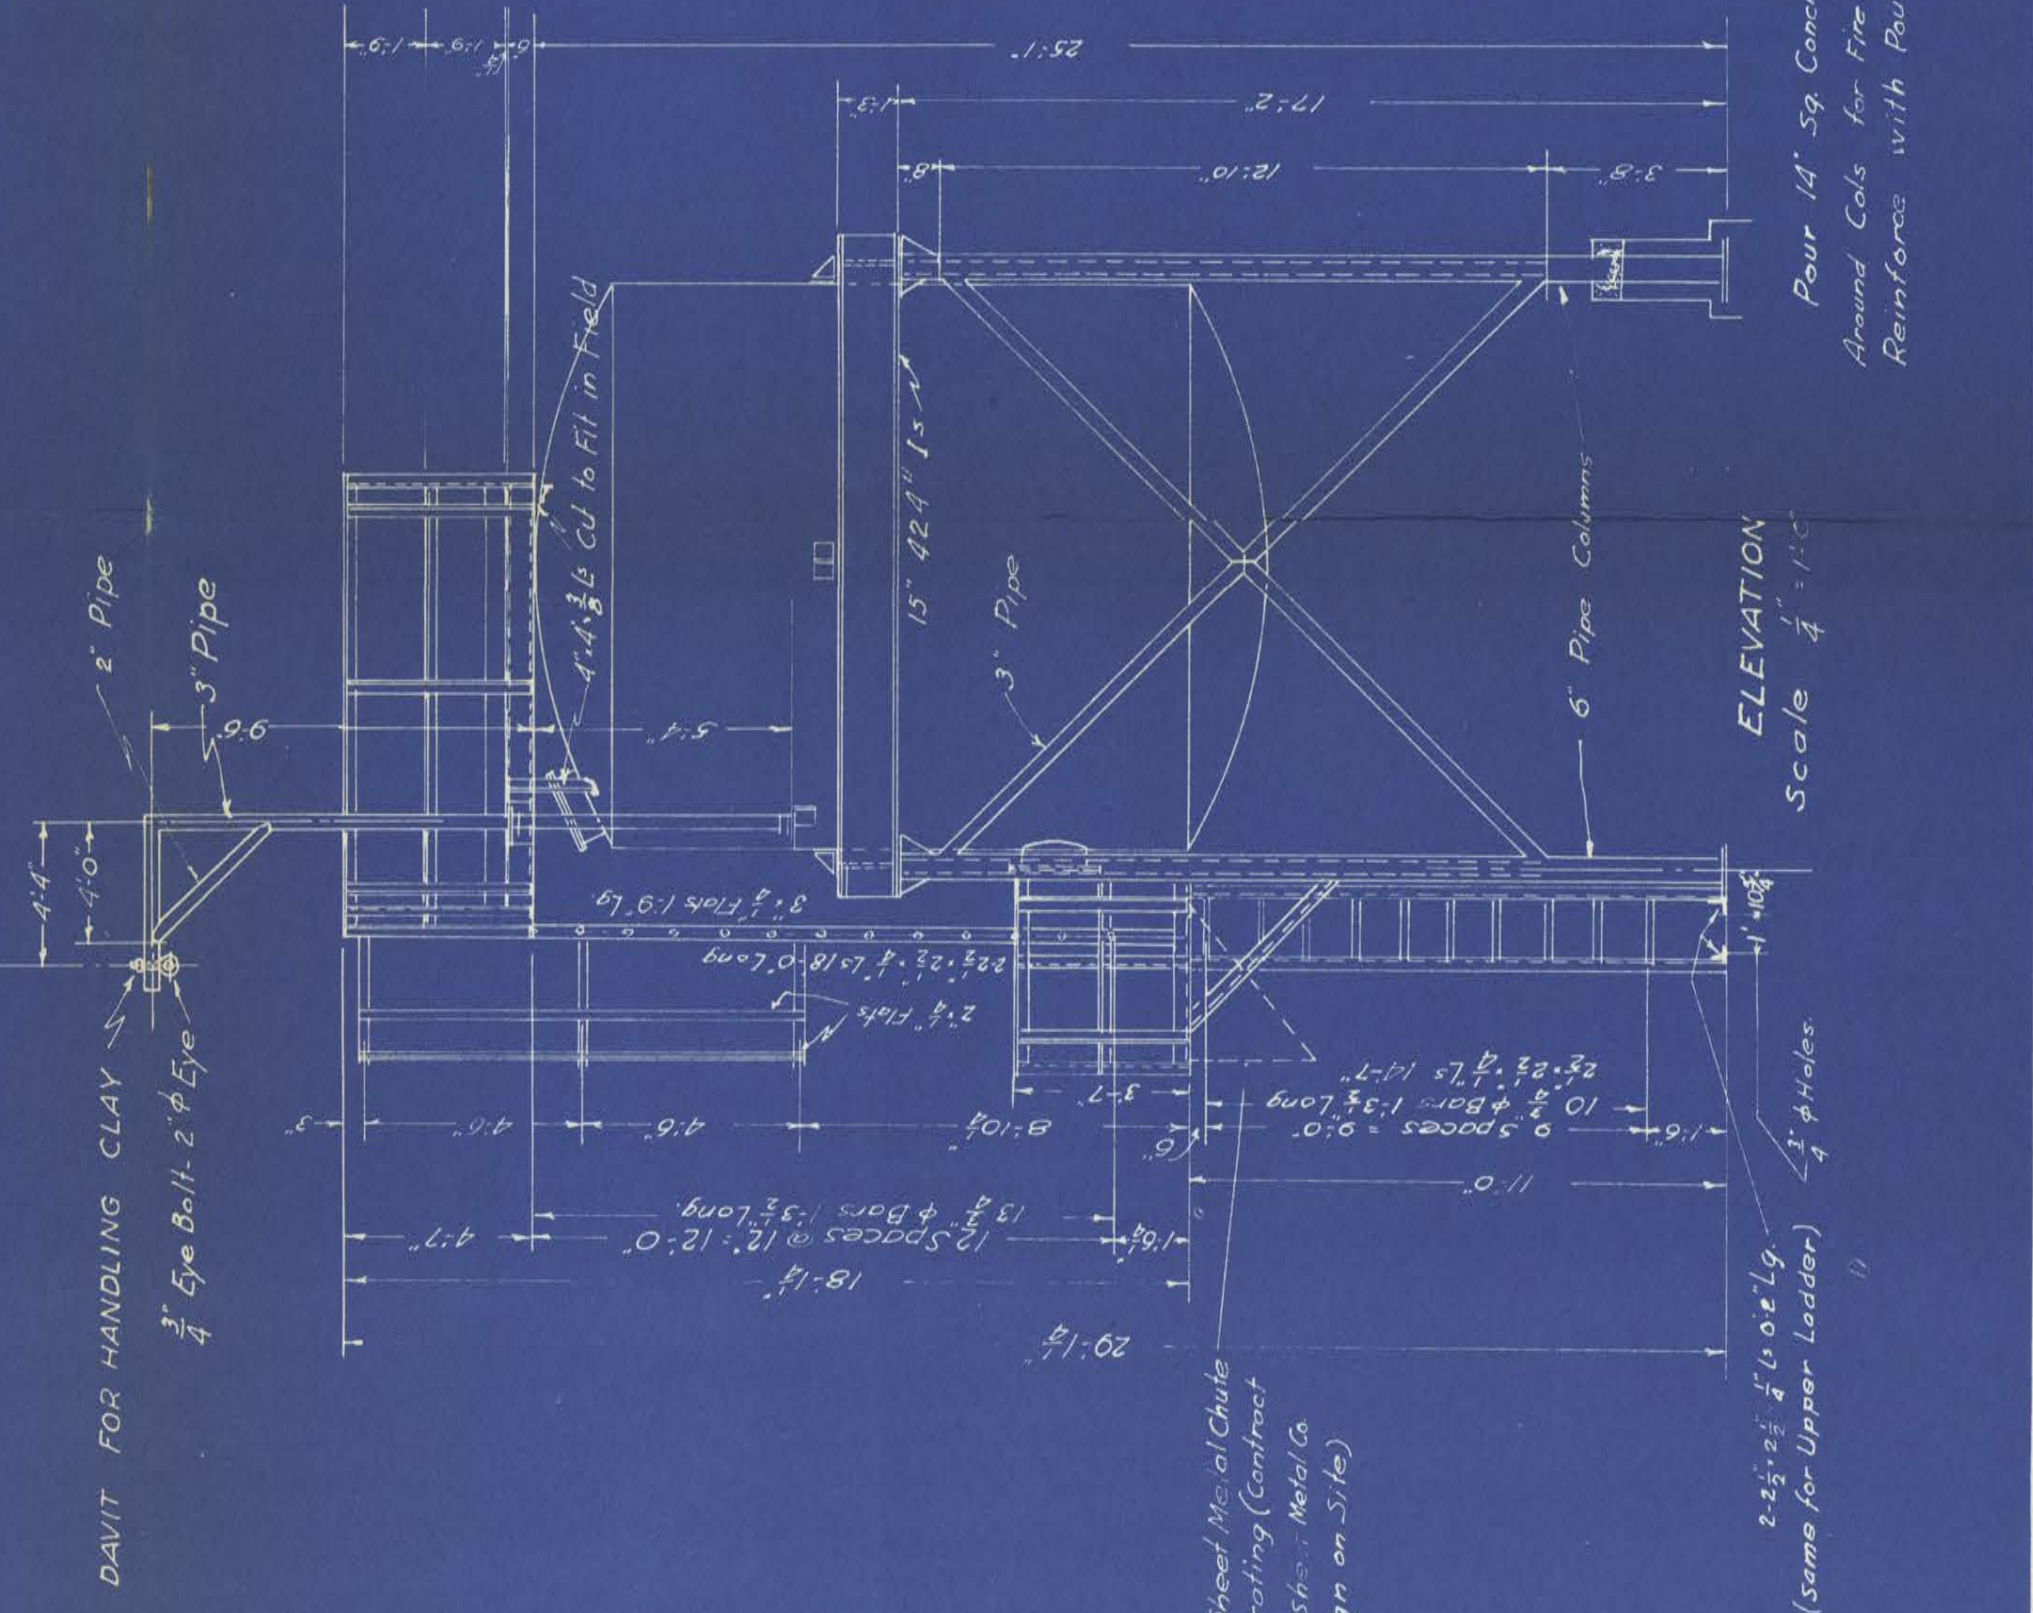 DAVIT FOR HANDLING CLAY
3/4" Eye Bolt - 2" φ Eye
4'-4"
4'-0"
2" Pipe
3" Pipe
9'-6"
5'-4"
1'-9"
1'-9"
6"
25'-1"
1'-3"
17'-2"
8"
12'-10"
3'-8"
4"x4"x3/8 Ls Cut to Fit in Field
15" 42.4# Is
3" Pipe
6" Pipe Columns
3"x1/4" Flats 1'-9" Lg.
2-2 1/2"x2 1/2"x1/4" Ls 18'-0" Long
2"x1/4" Flats
3"
4'-6"
4'-6"
8'-10 1/4"
3'-7"
6"
2 1/2"x2 1/2"x1/4" Ls 14'-7"
10 3/4" φ Bars 1'-3 1/2" Long
9 Spaces = 9'-0"
1'-6"
11'-0"
13 3/4" φ Bars 1'-3 1/2" Long.
12 Spaces @ 12" = 12'-0"
1'-6 1/4"
4'-7"
18'-1 1/4"
29'-1 1/4"
Sheet Metal Chute
(Contract
Sheet Metal Co.
on Site)
ELEVATION
Scale 1/4" = 1'-0"
1'-10 3/4"
3/4" φ Holes.
2-2 1/2"x2 1/2"x1/4" Ls 0'-2" Lg.
(same for Upper Ladder)
Pour 14" Sq.
Around Cols for Fire
Reinforce with